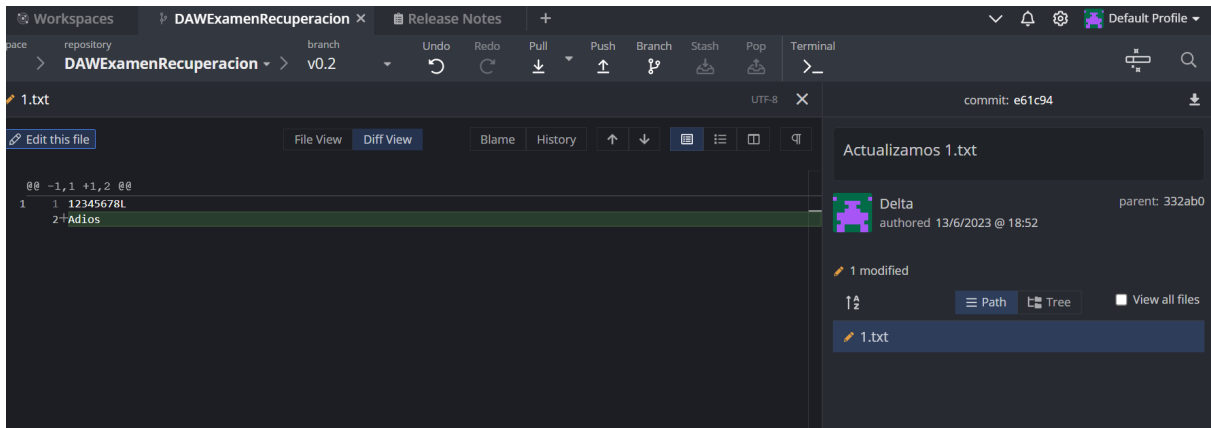 Workspaces DAWExamenRecuperacion × Release Notes + Default Profile
pace repository branch Undo Redo Pull Push Branch Stash Pop Terminal
DAWExamenRecuperacion v0.2
1.txt UTF-8 commit: e61c94
Edit this file File View Diff View Blame History
Actualizamos 1.txt
@@ -1,1 +1,2 @@
1 1 12345678L
2 +Adios
Delta parent: 332ab0
authored 13/6/2023 @ 18:52
1 modified
Path Tree View all files
1.txt